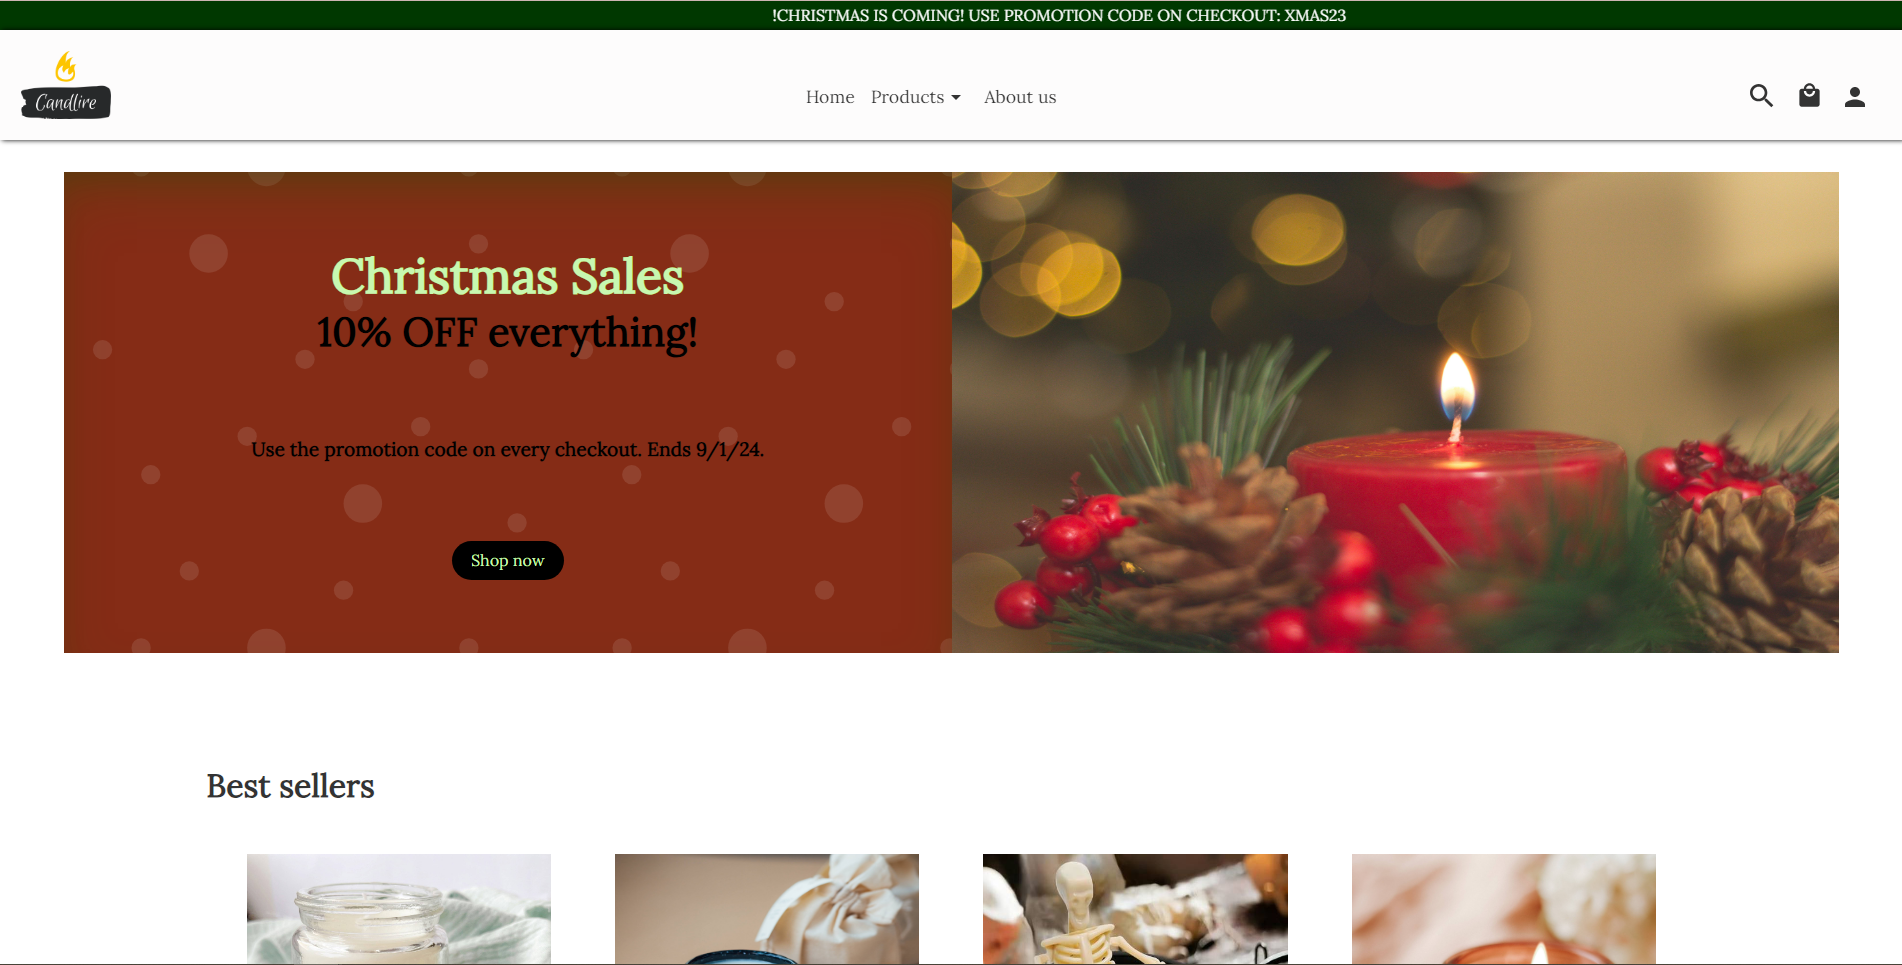 !CHRISTMAS IS COMING! USE PROMOTION CODE ON CHECKOUT: XMAS23
Candlire
Home Products About us
Christmas Sales
10% OFF everything!
Use the promotion code on every checkout. Ends 9/1/24.
Shop now
Best sellers